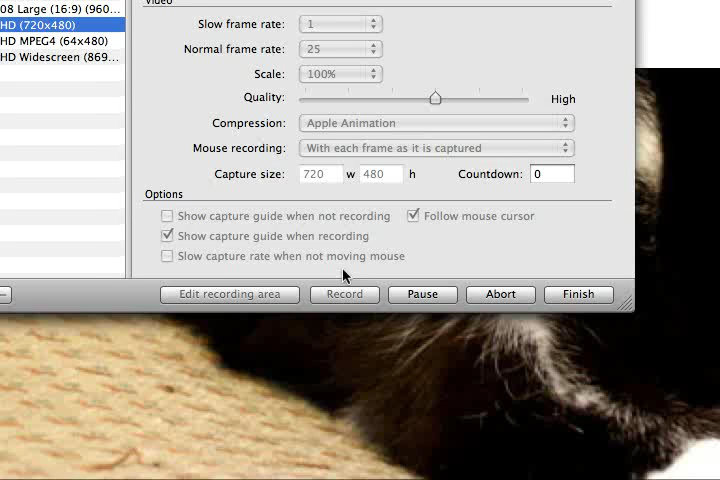 Video
08 Large (16:9) (960...
HD (720x480)
HD MPEG4 (64x480)
HD Widescreen (869...
Slow frame rate: 1
Normal frame rate: 25
Scale: 100%
Quality: High
Compression: Apple Animation
Mouse recording: With each frame as it is captured
Capture size: 720 w 480 h Countdown: 0
Options
Show capture guide when not recording Follow mouse cursor
Show capture guide when recording
Slow capture rate when not moving mouse
Edit recording area Record Pause Abort Finish